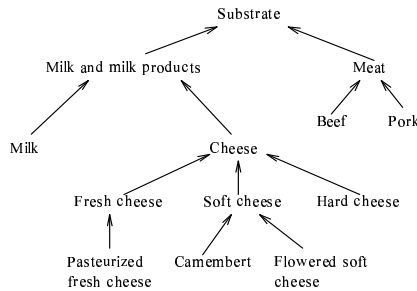 Substrate
Milk and milk products
Meat
Beef
Pork
Milk
Cheese
Fresh cheese
Soft cheese
Hard cheese
Pasteurized
fresh cheese
Camembert
Flowered soft
cheese